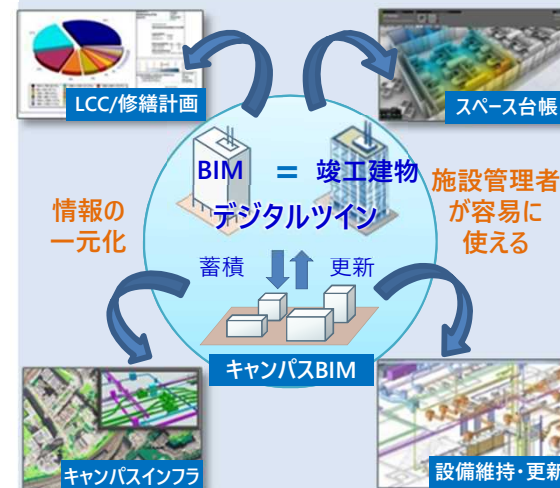 LCC/修繕計画
スペース台帳
BIM = 竣工建物
デジタルツイン
情報の
一元化
施設管理者
が容易に
使える
蓄積 更新
キャンパスBIM
キャンパスインフラ
設備維持・更新